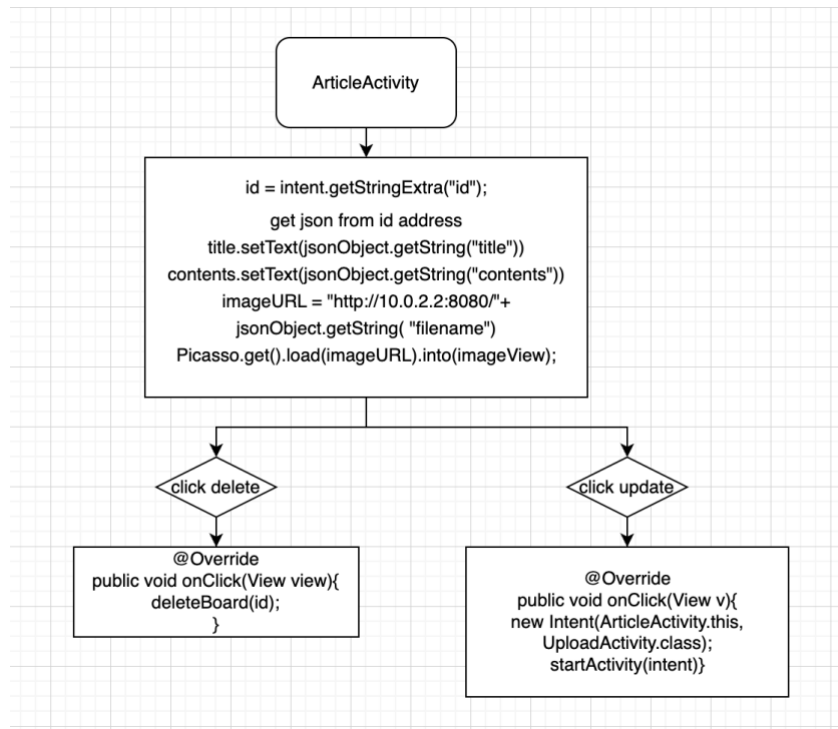 ArticleActivity
id = intent.getStringExtra("id");
get json from id address
title.setText(jsonObject.getString("title"))
contents.setText(jsonObject.getString("contents"))
imageURL = "http://10.0.2.2:8080/"+
jsonObject.getString( "filename")
Picasso.get().load(imageURL).into(imageView);
click delete
click update
@Override
public void onClick(View view){
deleteBoard(id);
}
@Override
public void onClick(View v){
new Intent(ArticleActivity.this,
UploadActivity.class);
startActivity(intent)}